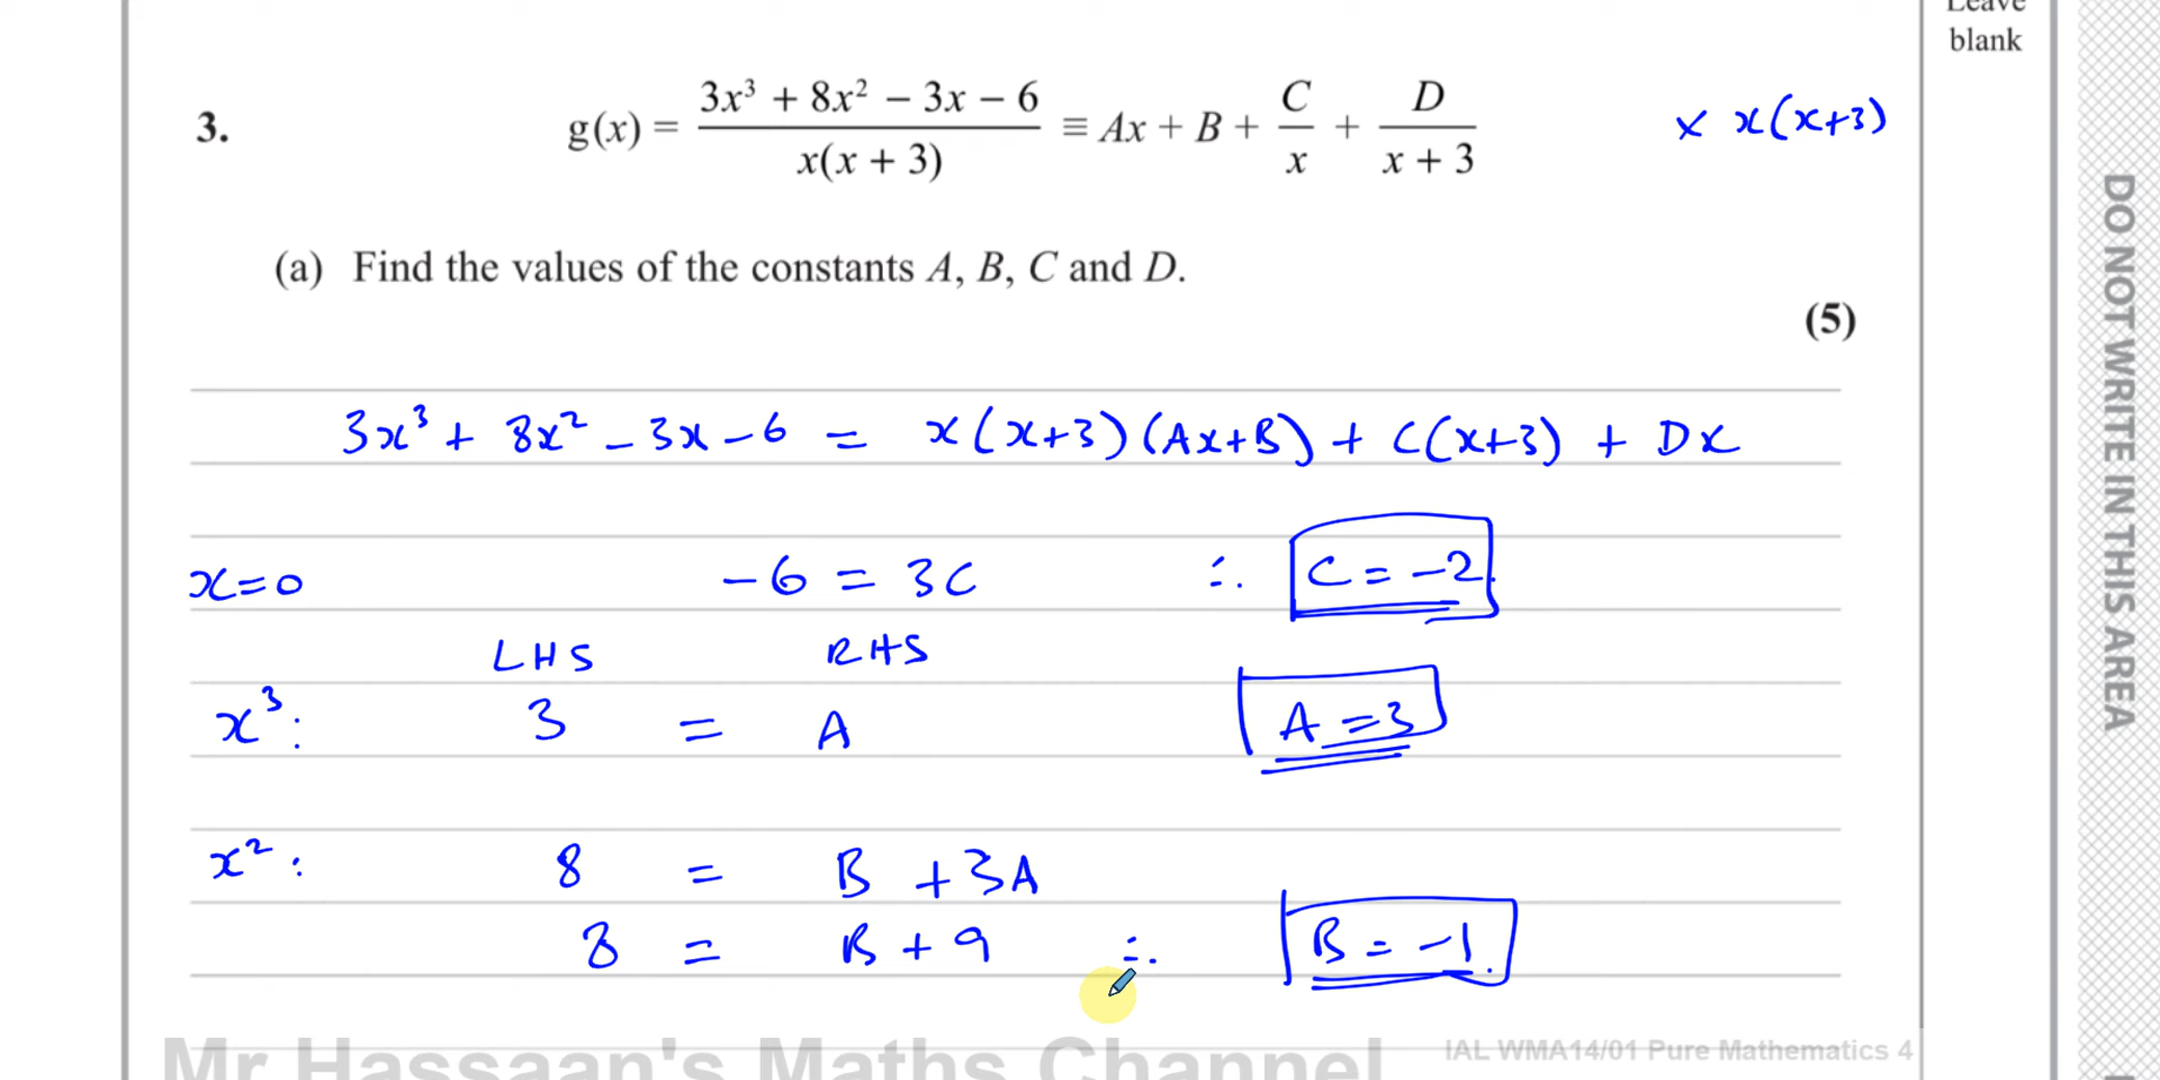 Leave
blank
3. g(x) = (3x³ + 8x² − 3x − 6)/(x(x + 3)) ≡ Ax + B + C/x + D/(x + 3) × x(x+3)
(a) Find the values of the constants A, B, C and D.
(5)
3x³ + 8x² − 3x − 6 = x(x+3)(Ax+B) + C(x+3) + Dx
x=0 −6 = 3C ∴ C = −2
LHS RHS
x³: 3 = A A = 3
x²: 8 = B + 3A
8 = B + 9 ∴ B = −1.
Mr Hassaan's Maths Channel
IAL WMA14/01 Pure Mathematics 4
DO NOT WRITE IN THIS AREA